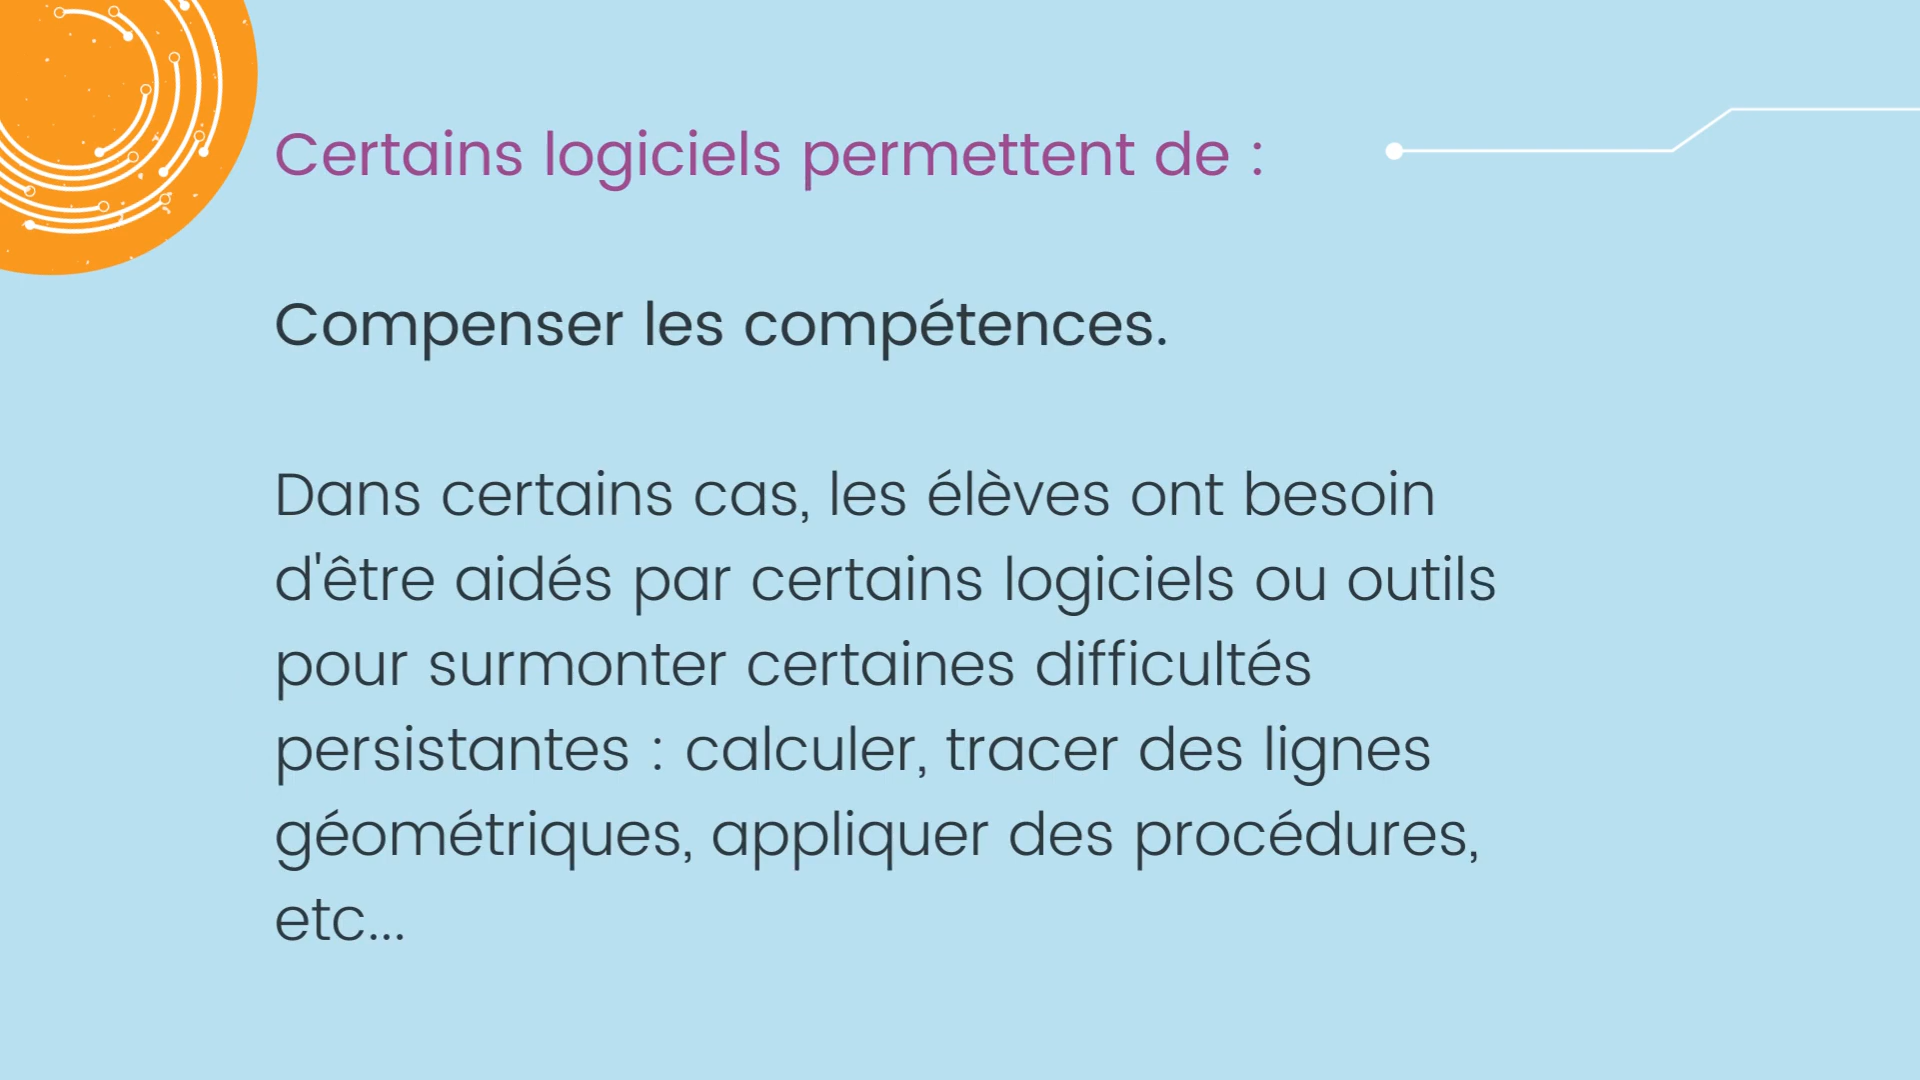 Certains logiciels permettent de :
Compenser les compétences.
Dans certains cas, les élèves ont besoin
d'être aidés par certains logiciels ou outils
pour surmonter certaines difficultés
persistantes : calculer, tracer des lignes
géométriques, appliquer des procédures,
etc...